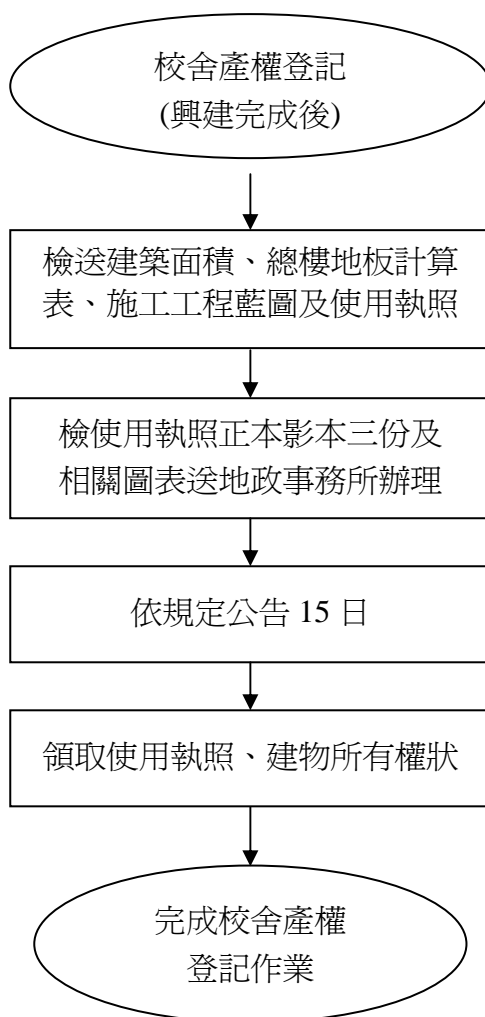 校舍產權登記
(興建完成後)
檢送建築面積、總樓地板計算
表、施工工程藍圖及使用執照
檢使用執照正本影本三份及
相關圖表送地政事務所辦理
依規定公告 15 日
領取使用執照、建物所有權狀
完成校舍產權
登記作業